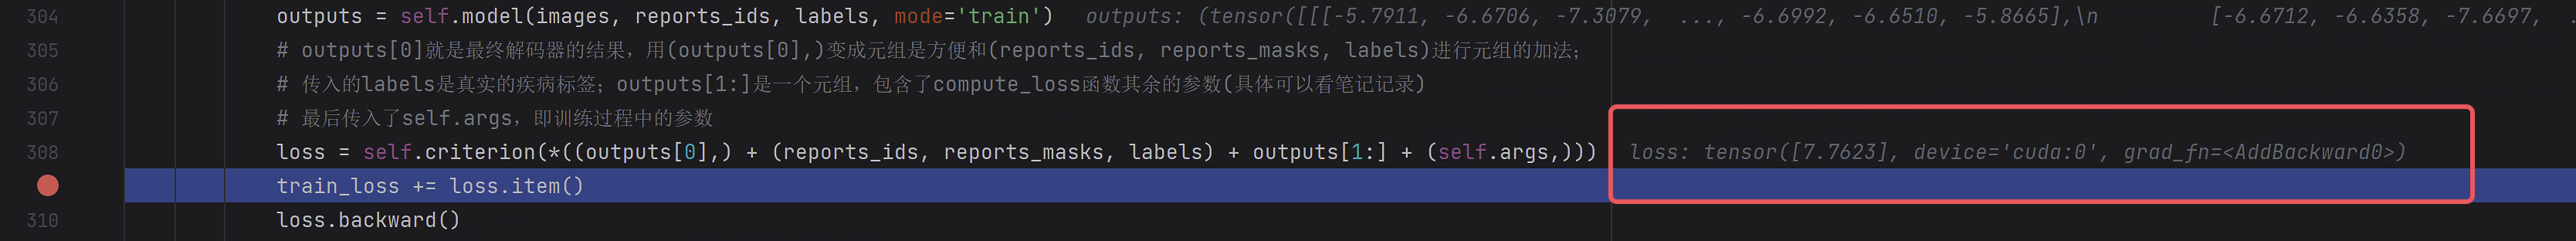 304 outputs = self.model(images, reports_ids, labels, mode='train') outputs: (tensor([[[-5.7911, -6.6706, -7.3079, ..., -6.6992, -6.6510, -5.8665],\n [-6.6712, -6.6358, -7.6697, .
305 # outputs[0]就是最终解码器的结果，用(outputs[0],)变成元组是方便和(reports_ids, reports_masks, labels)进行元组的加法；
306 # 传入的labels是真实的疾病标签；outputs[1:]是一个元组，包含了compute_loss函数其余的参数(具体可以看笔记记录)
307 # 最后传入了self.args，即训练过程中的参数
308 loss = self.criterion(*((outputs[0],) + (reports_ids, reports_masks, labels) + outputs[1:] + (self.args,))) loss: tensor([7.7623], device='cuda:0', grad_fn=<AddBackward0>)
train_loss += loss.item()
310 loss.backward()